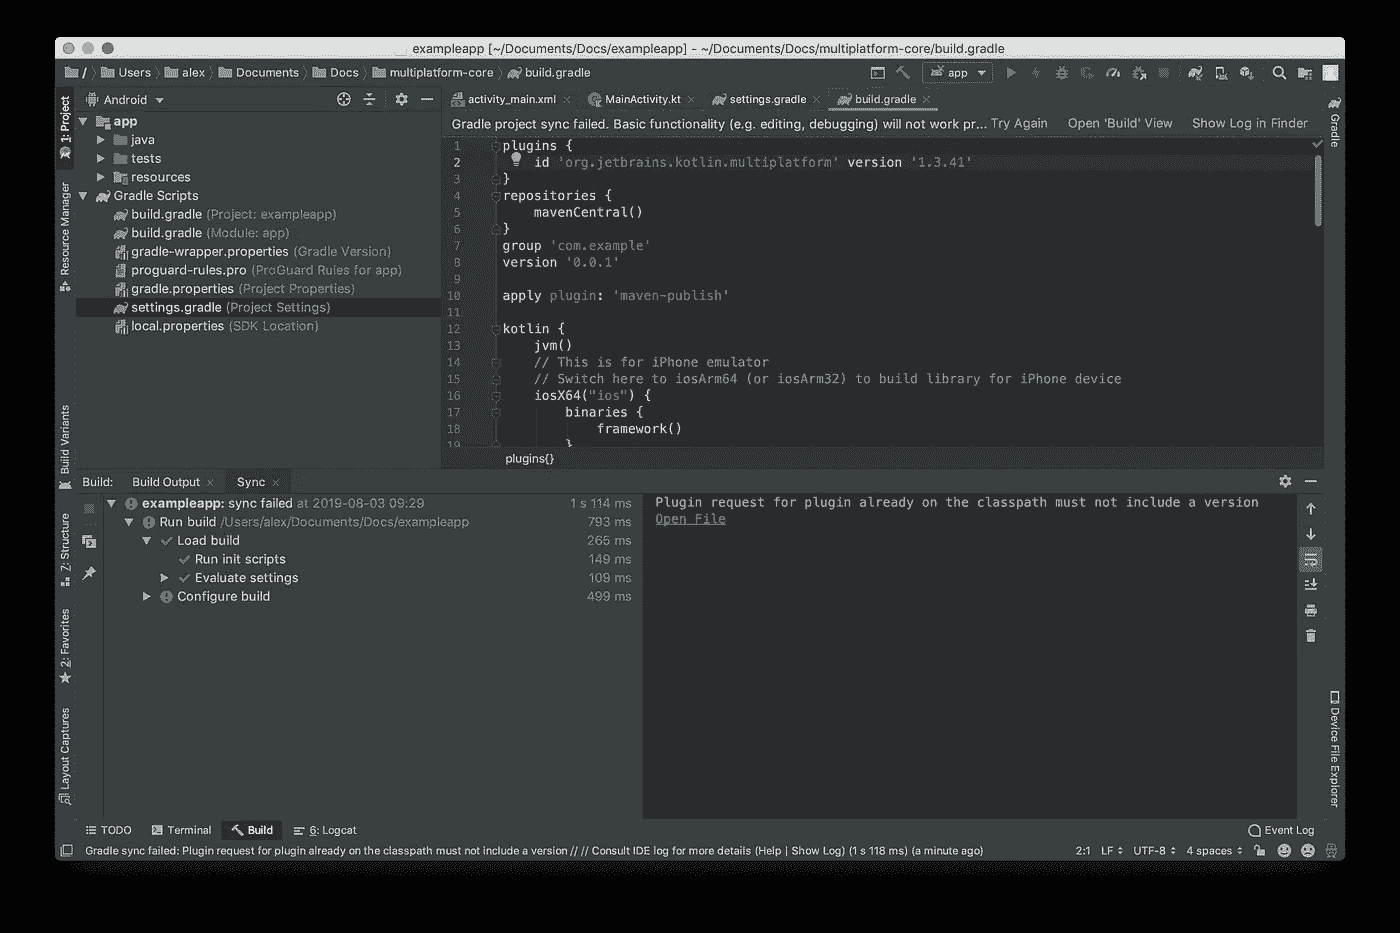 exampleapp [~/Documents/Docs/exampleapp] - ~/Documents/Docs/multiplatform-core/build.gradle
/ Users alex Documents Docs multiplatform-core build.gradle app
1: Project
Resource Manager
Build Variants
Z: Structure
2: Favorites
Layout Captures
Android
app
java
tests
resources
Gradle Scripts
build.gradle (Project: exampleapp)
build.gradle (Module: app)
gradle-wrapper.properties (Gradle Version)
proguard-rules.pro (ProGuard Rules for app)
gradle.properties (Project Properties)
settings.gradle (Project Settings)
local.properties (SDK Location)
activity_main.xml MainActivity.kt settings.gradle build.gradle
Gradle project sync failed. Basic functionality (e.g. editing, debugging) will not work pr... Try Again Open 'Build' View Show Log in Finder
1 plugins {
2 id 'org.jetbrains.kotlin.multiplatform' version '1.3.41'
3 }
4 repositories {
5 mavenCentral()
6 }
7 group 'com.example'
8 version '0.0.1'
9
10 apply plugin: 'maven-publish'
11
12 kotlin {
13 jvm()
14 // This is for iPhone emulator
15 // Switch here to iosArm64 (or iosArm32) to build library for iPhone device
16 iosX64("ios") {
17 binaries {
18 framework()
19 }
plugins{}
Gradle
Device File Explorer
Build: Build Output Sync
exampleapp: sync failed at 2019-08-03 09:29 1 s 114 ms
Run build /Users/alex/Documents/Docs/exampleapp 793 ms
Load build 265 ms
Run init scripts 149 ms
Evaluate settings 109 ms
Configure build 499 ms
Plugin request for plugin already on the classpath must not include a version
Open File
TODO Terminal Build 6: Logcat Event Log
Gradle sync failed: Plugin request for plugin already on the classpath must not include a version // // Consult IDE log for more details (Help | Show Log) (1 s 118 ms) (a minute ago) 2:1 LF UTF-8 4 spaces